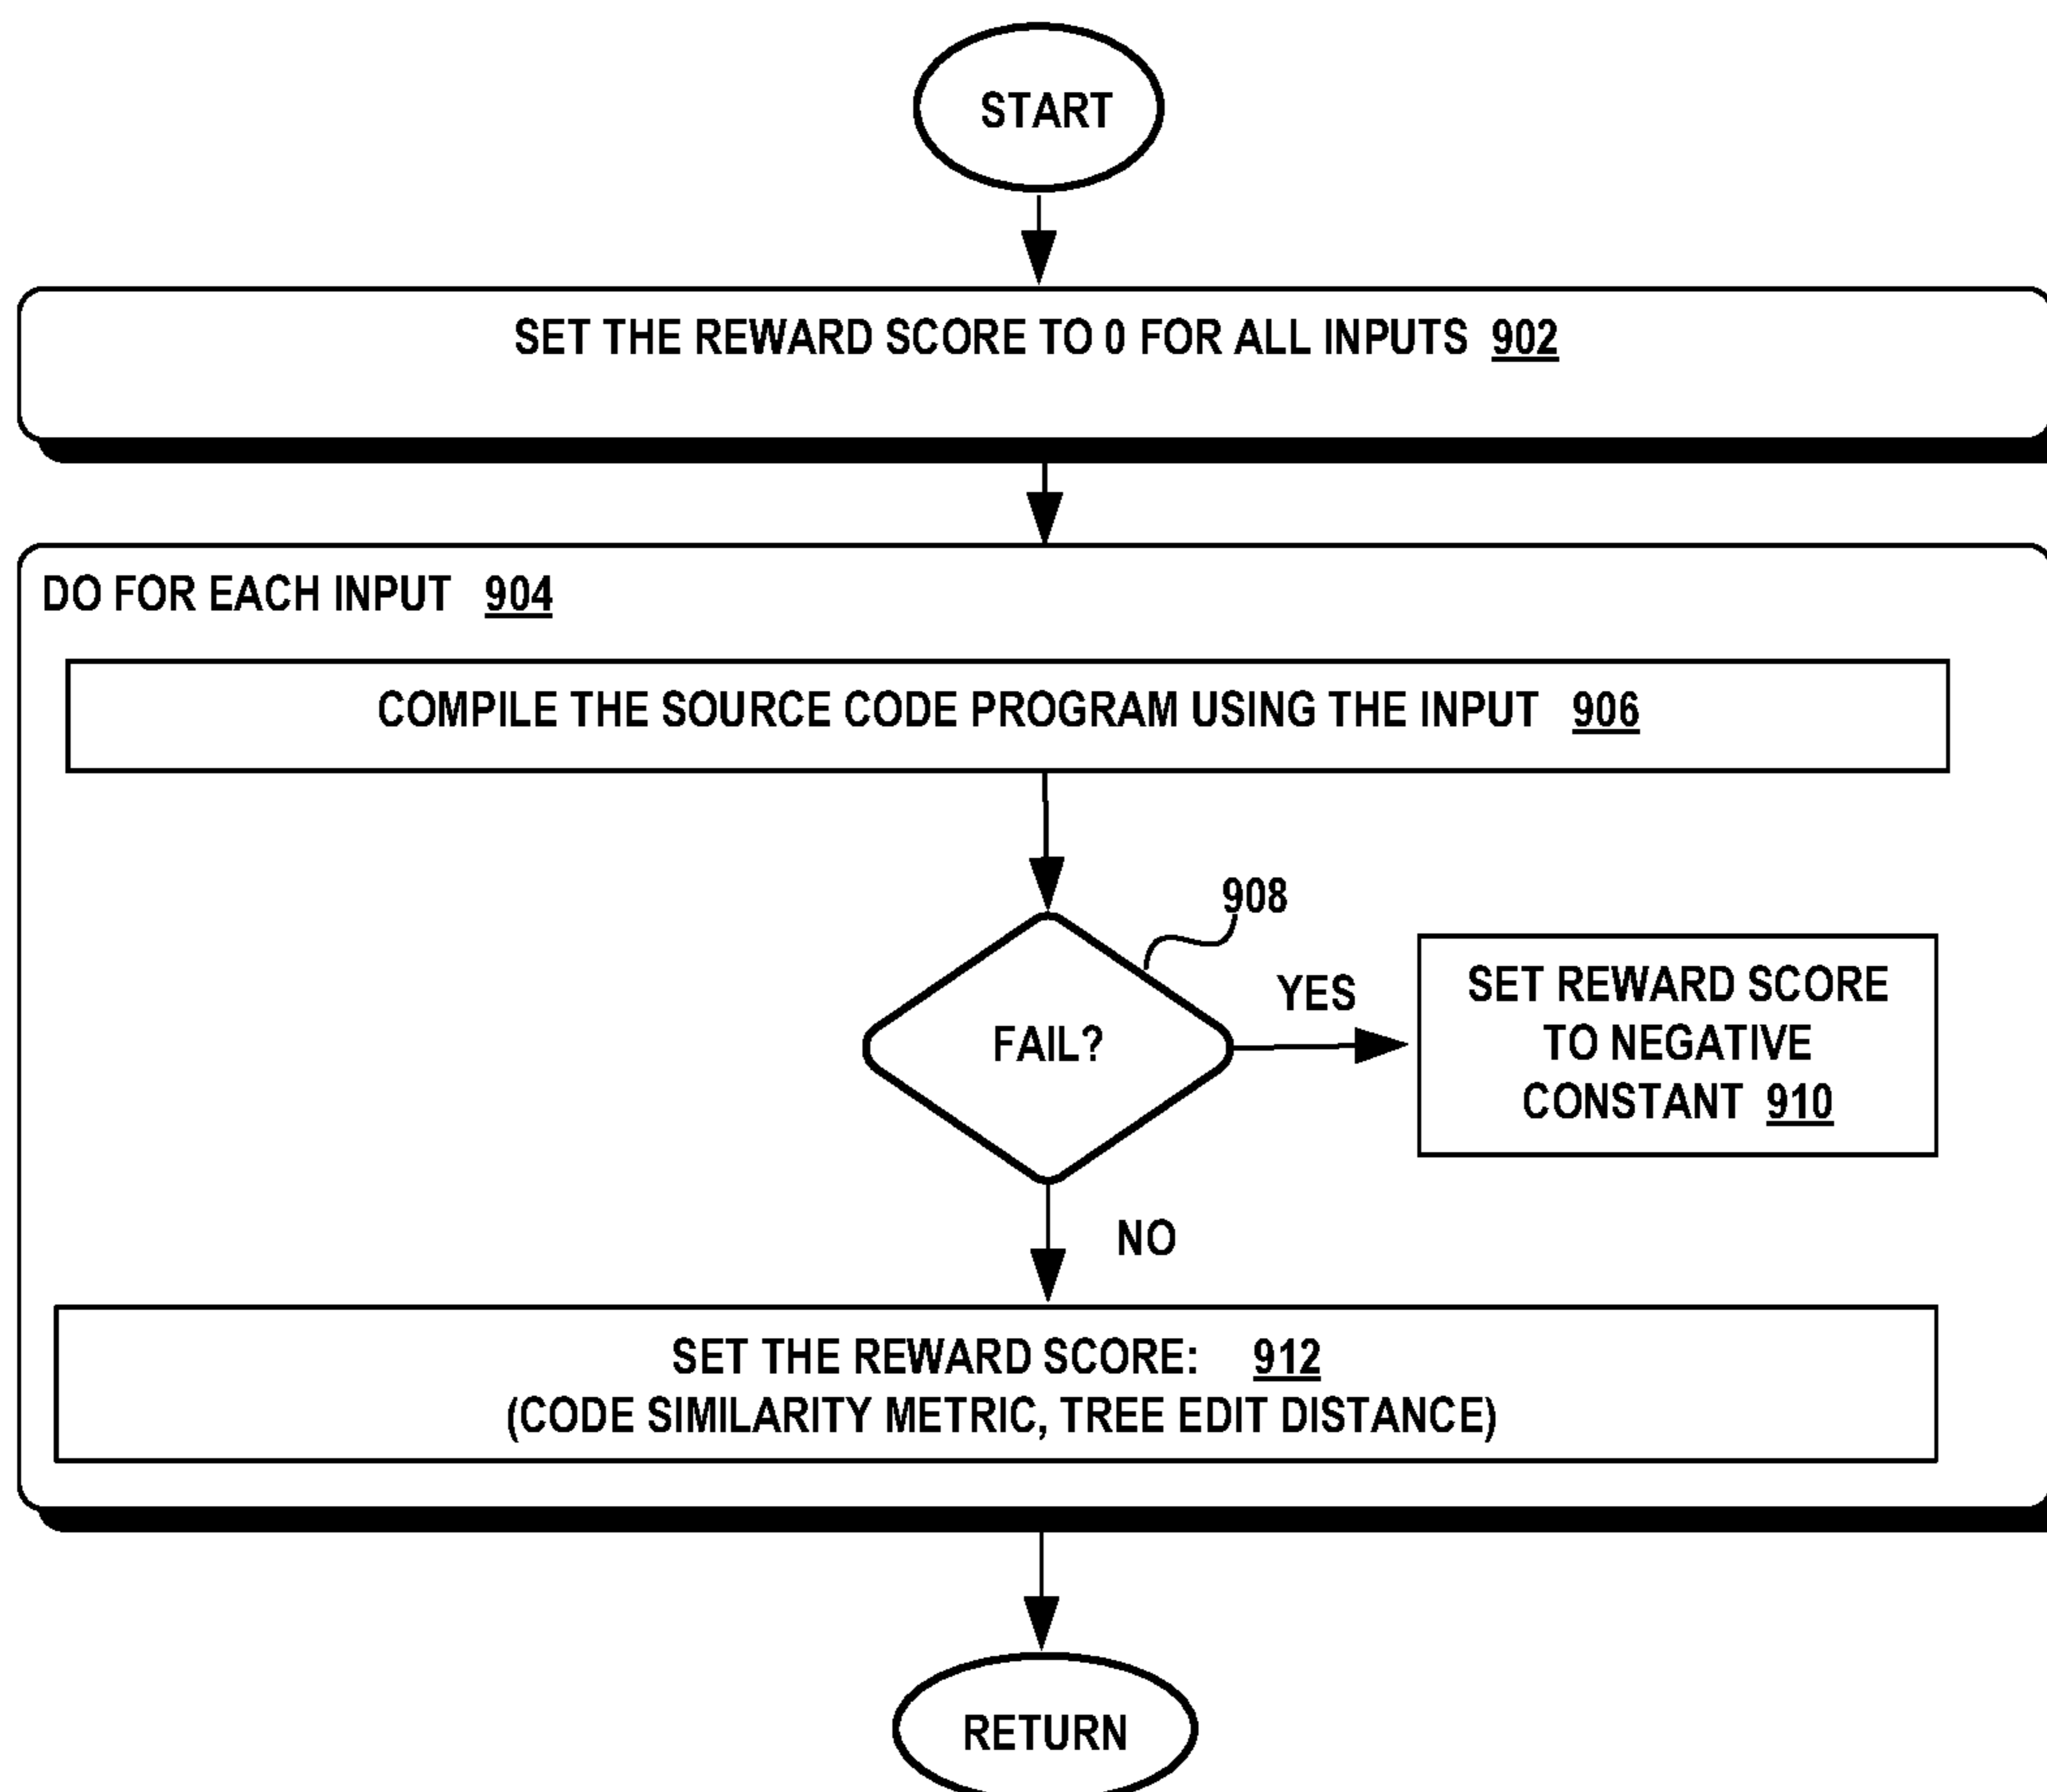 START
SET THE REWARD SCORE TO 0 FOR ALL INPUTS 902
DO FOR EACH INPUT 904
COMPILE THE SOURCE CODE PROGRAM USING THE INPUT 906
908
FAIL?
YES
SET REWARD SCORE
TO NEGATIVE
CONSTANT 910
NO
SET THE REWARD SCORE: 912
(CODE SIMILARITY METRIC, TREE EDIT DISTANCE)
RETURN